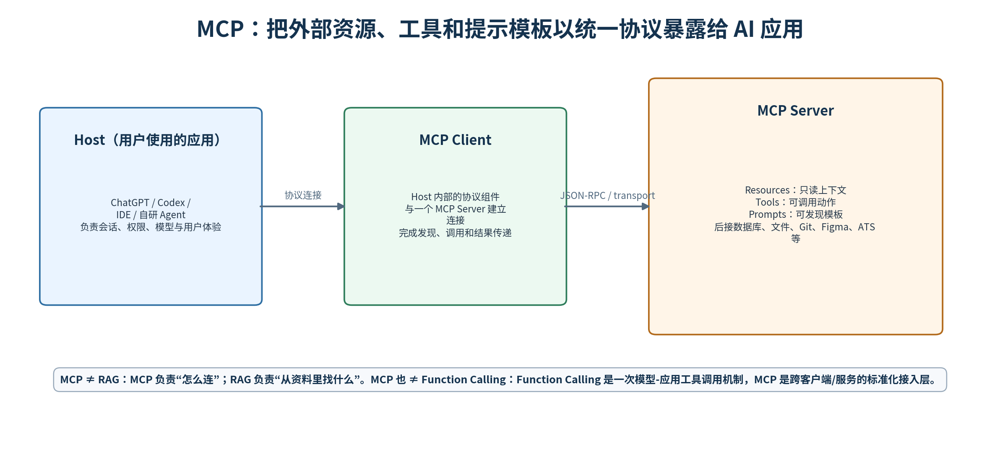 MCP：把外部资源、工具和提示模板以统一协议暴露给 AI 应用
Host（用户使用的应用）
ChatGPT / Codex /
IDE / 自研 Agent
负责会话、权限、模型与用户体验
协议连接
MCP Client
Host 内部的协议组件
与一个 MCP Server 建立
连接
完成发现、调用和结果传递
JSON-RPC / transport
MCP Server
Resources：只读上下文
Tools：可调用动作
Prompts：可发现模板
后接数据库、文件、Git、Figma、ATS
等
MCP ≠ RAG：MCP 负责“怎么连”；RAG 负责“从资料里找什么”。MCP 也 ≠ Function Calling：Function Calling 是一次模型-应用工具调用机制，MCP 是跨客户端/服务的标准化接入层。